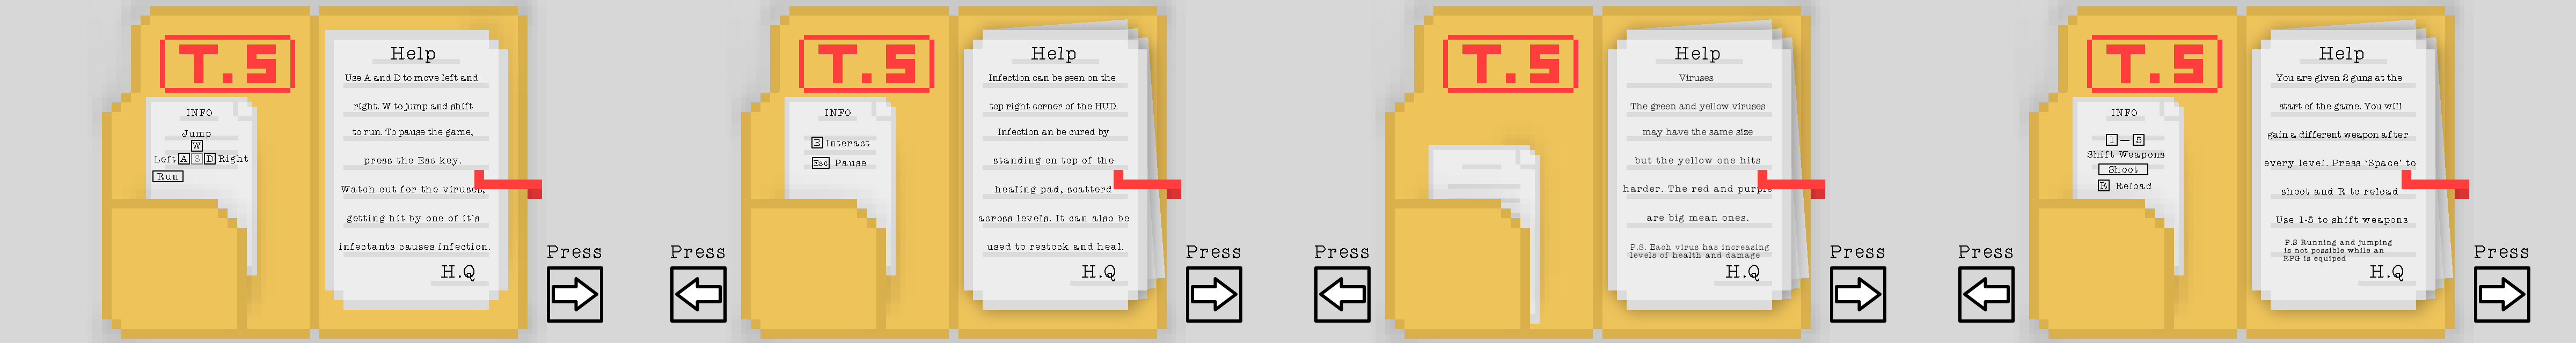 T.S
INFO
Jump
W
Left A S D Right
Run
Help
Use A and D to move left and
right. W to jump and shift
to run. To pause the game,
press the Esc key.
Watch out for the viruses,
getting hit by one of it's
infectants causes infection.
H.Q
Press
Press
T.S
INFO
E Interact
Esc Pause
Help
Infection can be seen on the
top right corner of the HUD.
Infection an be cured by
standing on top of the
healing pad, scatterd
across levels. It can also be
used to restock and heal.
H.Q
Press
Press
T.S
Help
Viruses
The green and yellow viruses
may have the same size
but the yellow one hits
harder. The red and purple
are big mean ones.
P.S. Each virus has increasing
levels of health and damage
H.Q
Press
Press
T.S
INFO
1 — 5
Shift Weapons
Shoot
R Reload
Help
You are given 2 guns at the
start of the game. You will
gain a different weapon after
every level. Press 'Space' to
shoot and R to reload
Use 1-5 to shift weapons
P.S Running and jumping
is not possible while an
RPG is equiped
H.Q
Press